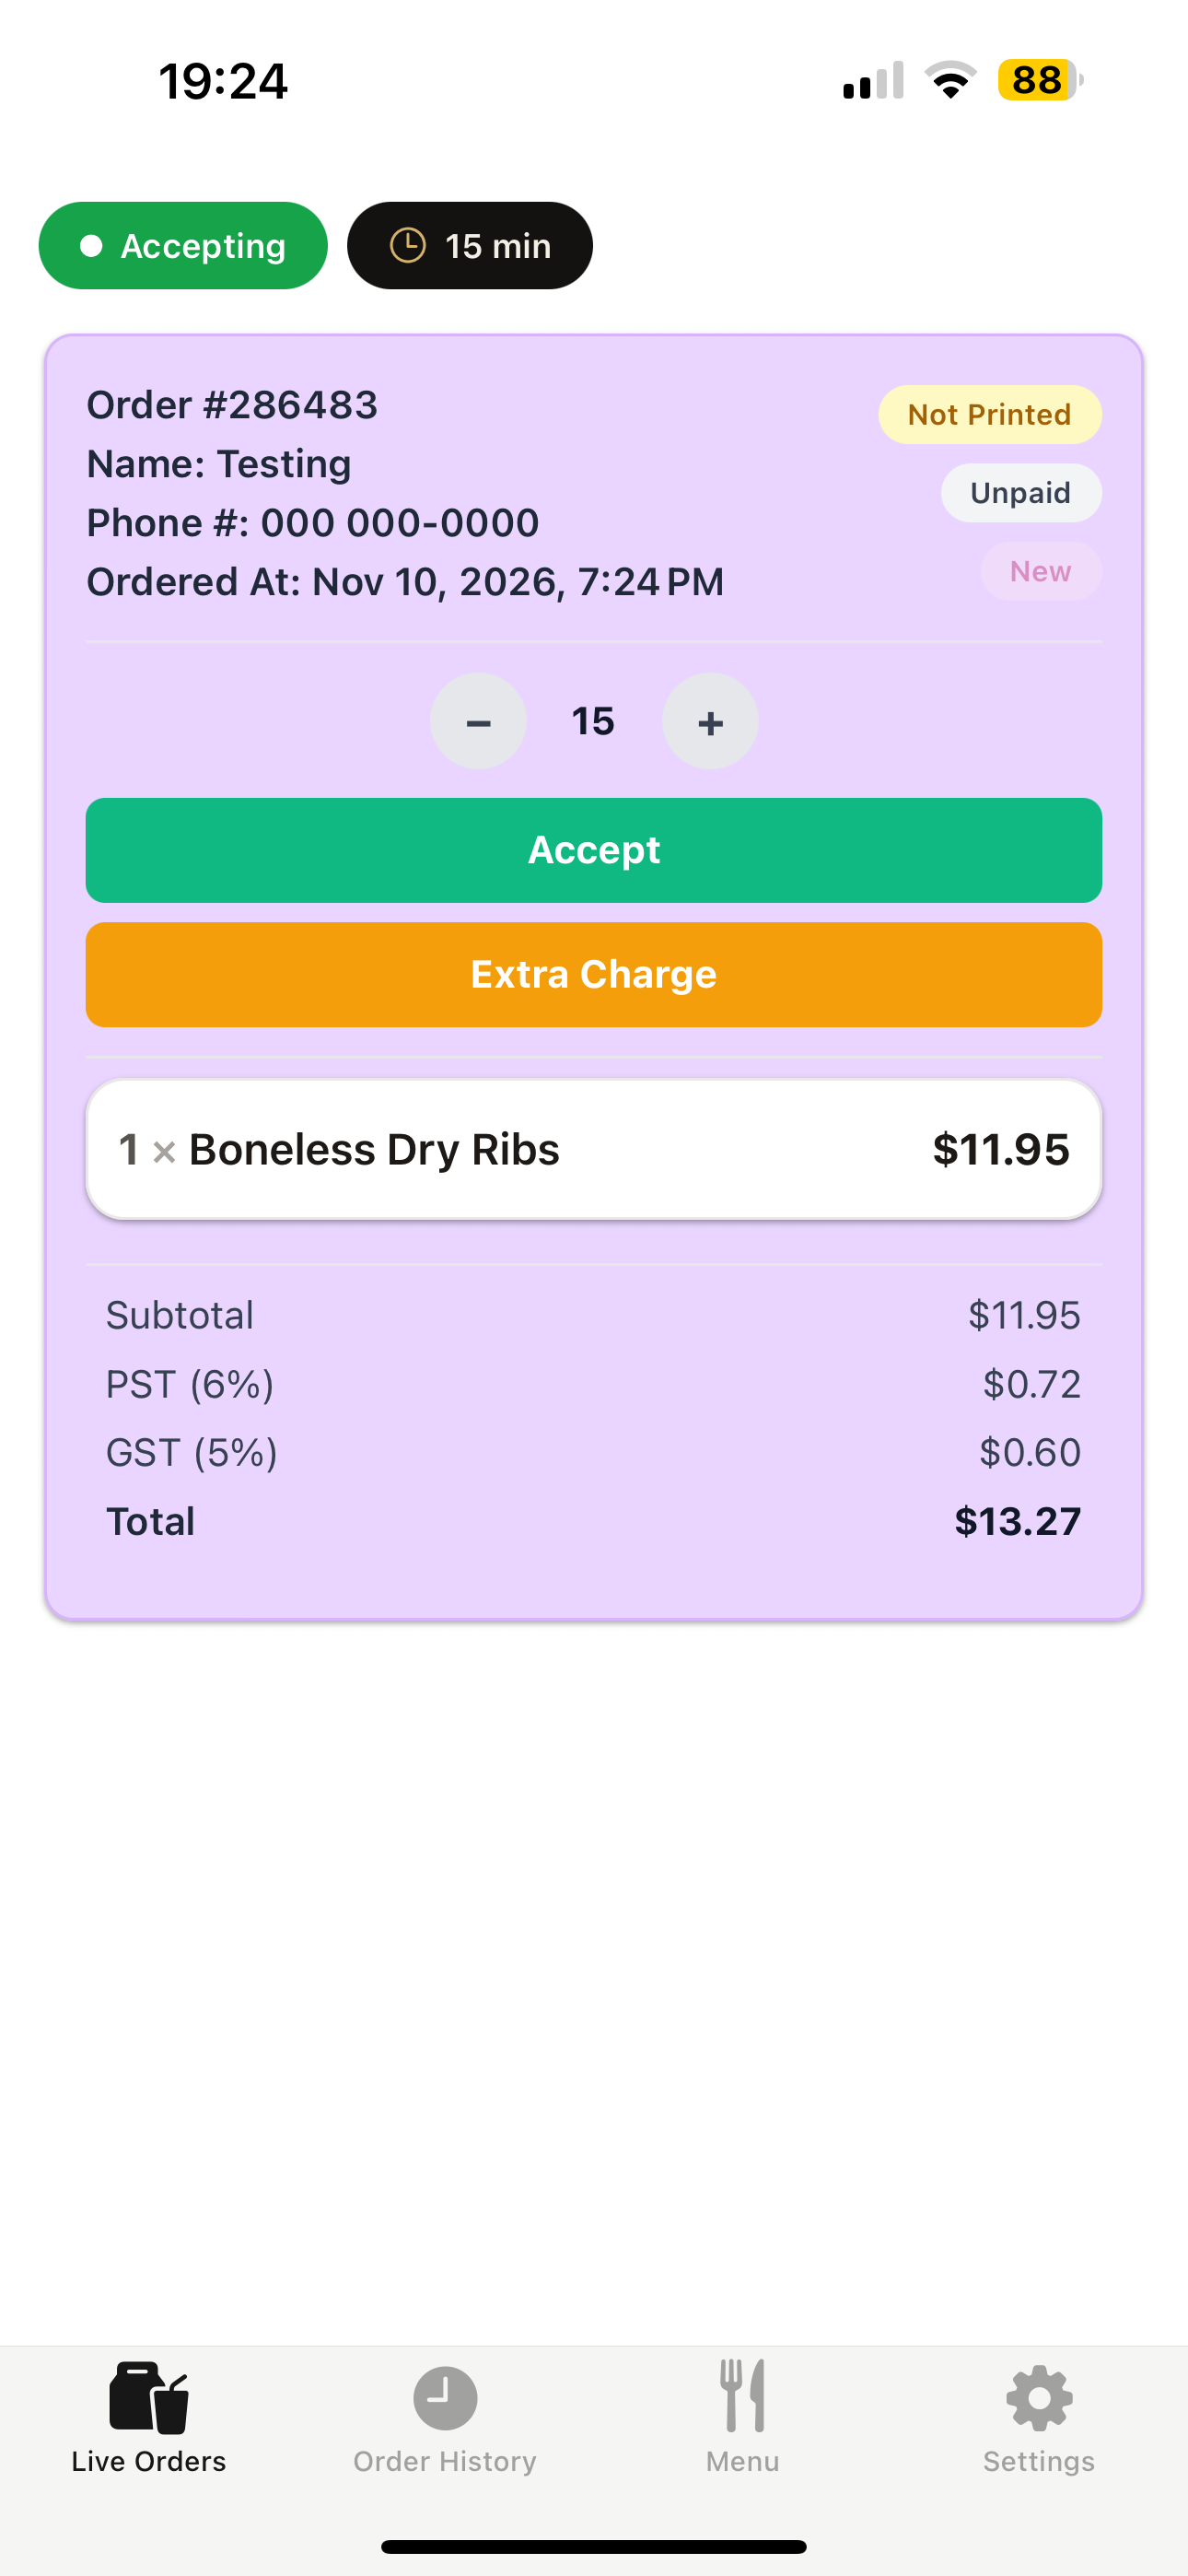 19:24
88
Accepting
15 min
Order #286483
Not Printed
Name: Testing
Unpaid
Phone #: 000 000-0000
New
Ordered At: Nov 10, 2026, 7:24 PM
− 15 +
Accept
Extra Charge
1 × Boneless Dry Ribs $11.95
Subtotal $11.95
PST (6%) $0.72
GST (5%) $0.60
Total $13.27
Live Orders Order History Menu Settings